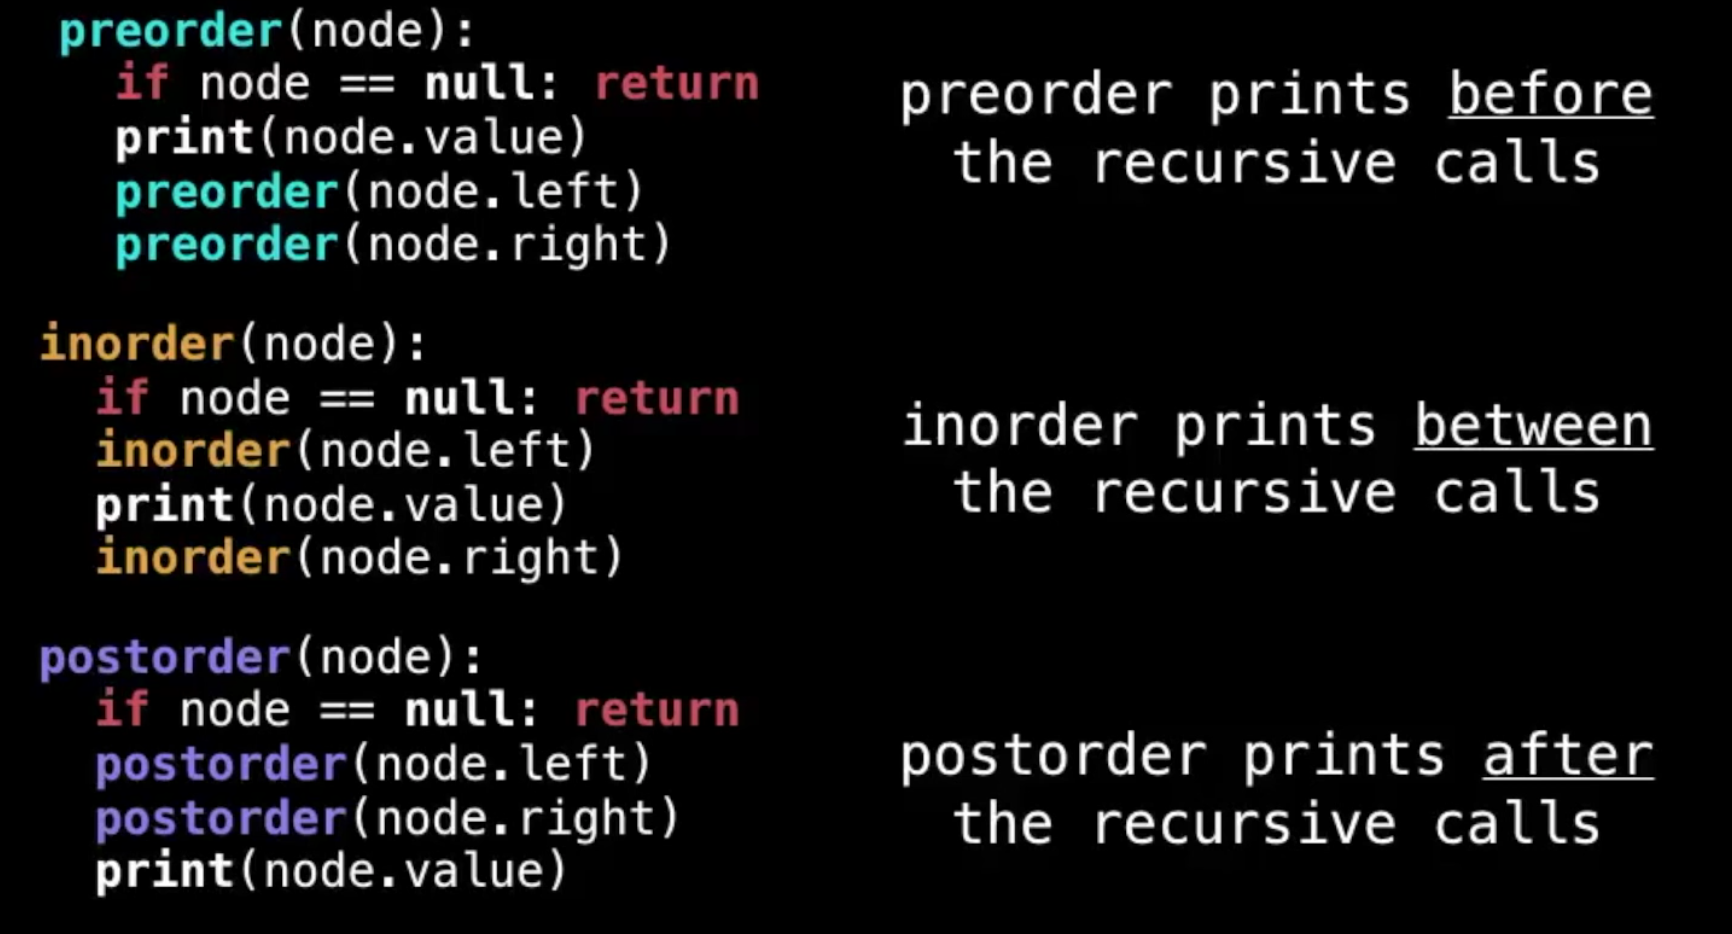 preorder(node):
if node == null: return
print(node.value)
preorder(node.left)
preorder(node.right)
preorder prints before
the recursive calls
inorder(node):
if node == null: return
inorder(node.left)
print(node.value)
inorder(node.right)
inorder prints between
the recursive calls
postorder(node):
if node == null: return
postorder(node.left)
postorder(node.right)
print(node.value)
postorder prints after
the recursive calls